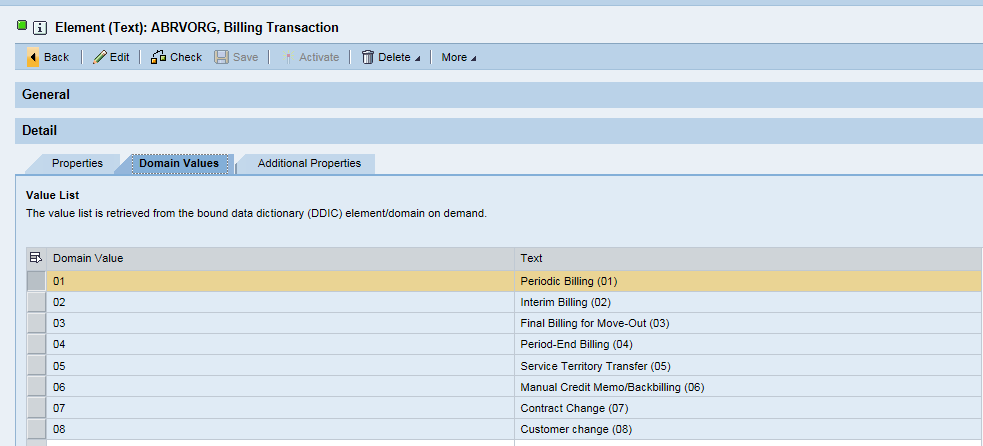 Element (Text): ABRVORG, Billing Transaction
Back Edit Check Save Activate Delete More
General
Detail
Properties Domain Values Additional Properties
Value List
The value list is retrieved from the bound data dictionary (DDIC) element/domain on demand.
Domain Value Text
01 Periodic Billing (01)
02 Interim Billing (02)
03 Final Billing for Move-Out (03)
04 Period-End Billing (04)
05 Service Territory Transfer (05)
06 Manual Credit Memo/Backbilling (06)
07 Contract Change (07)
08 Customer change (08)